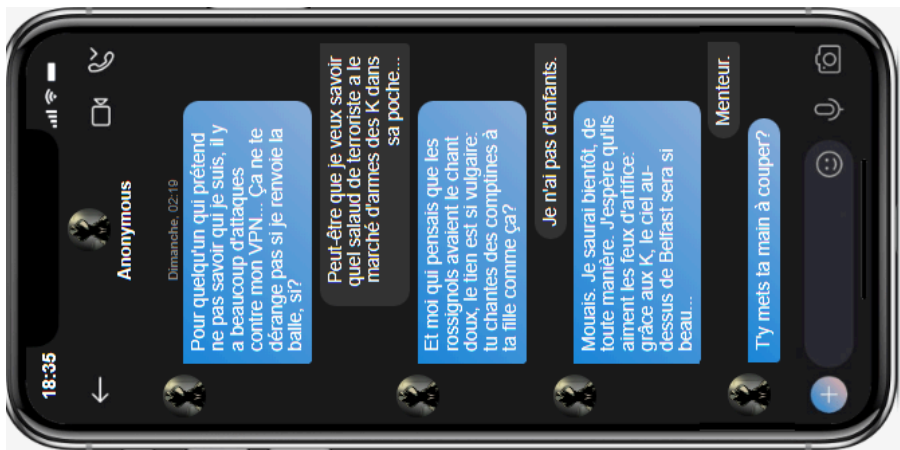 18:35
Anonymous
Dimanche, 02:19
Pour quelqu'un qui prétend
ne pas savoir qui je suis, il y
a beaucoup d'attaques
contre mon VPN... Ça ne te
dérange pas si je renvoie la
balle, si?
Peut-être que je veux savoir
quel salaud de terroriste a le
marché d'armes des K dans
sa poche...
Et moi qui pensais que les
rossignols avaient le chant
doux, le tien est si vulgaire:
tu chantes des comptines à
ta fille comme ça?
Je n'ai pas d'enfants.
Mouais. Je saurai bientôt, de
toute manière. J'espère qu'ils
aiment les feux d'artifice:
grâce aux K, le ciel au-
dessus de Belfast sera si
beau...
Menteur.
T'y mets ta main à couper?